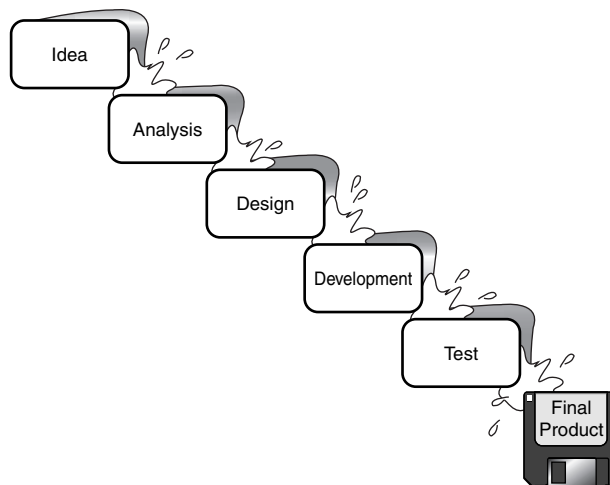 Idea
Analysis
Design
Development
Test
Final
Product